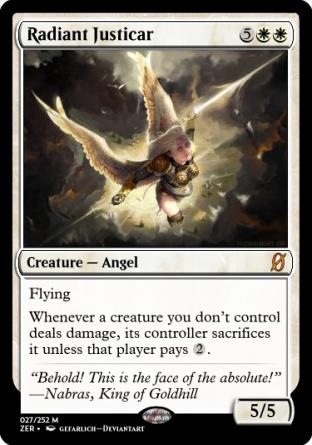 Radiant Justicar 5
Creature — Angel
Flying
Whenever a creature you don't control
deals damage, its controller sacrifices
it unless that player pays 2.
“Behold! This is the face of the absolute!”
—Nabras, King of Goldhill
5/5
027/252 M
ZER • GEFARLICH—DEVIANTART